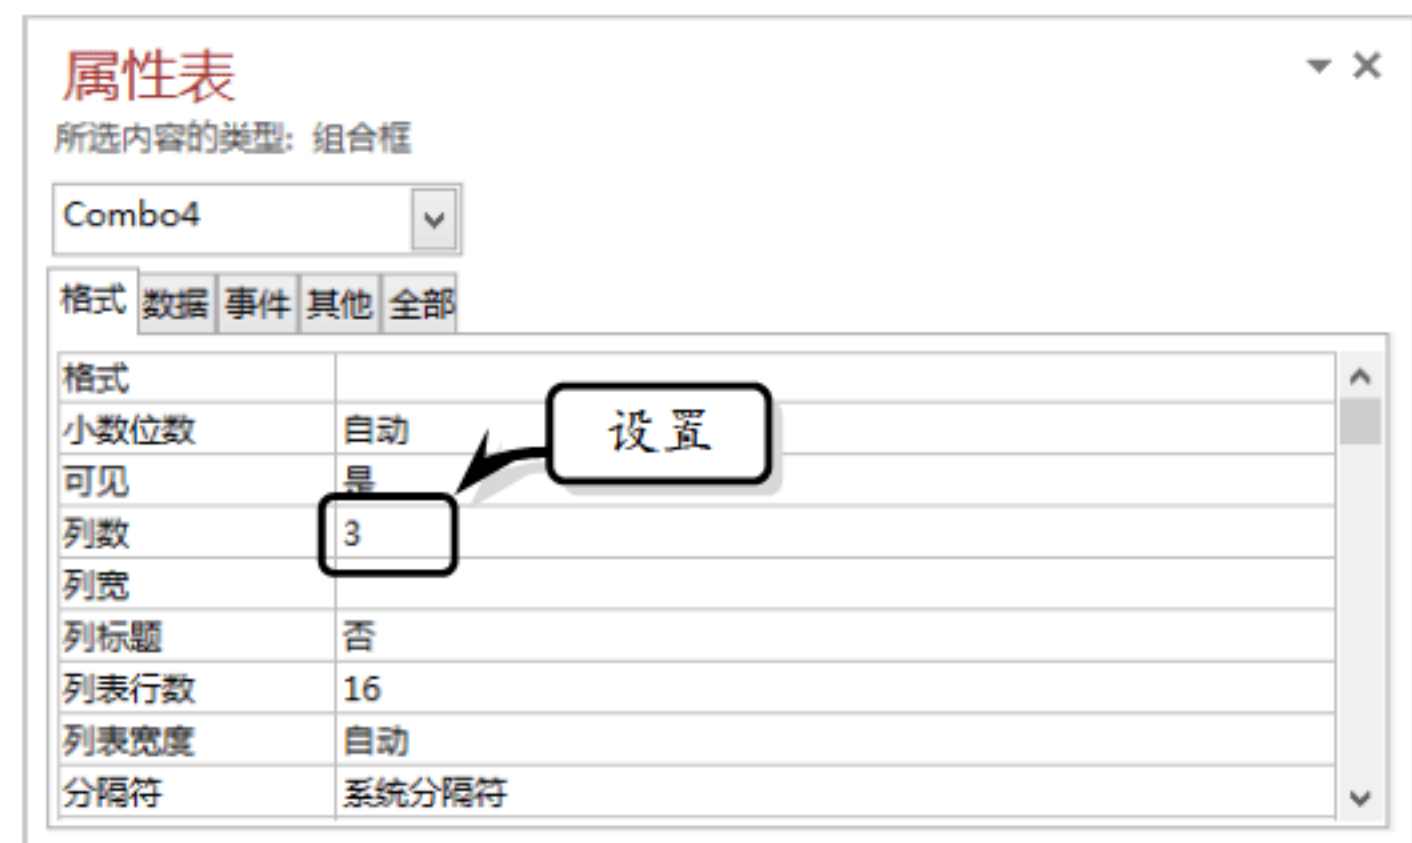 属性表
所选内容的类型: 组合框
Combo4
格式 数据 事件 其他 全部
格式
小数位数 自动
设置
可见 是
列数 3
列宽
列标题 否
列表行数 16
列表宽度 自动
分隔符 系统分隔符